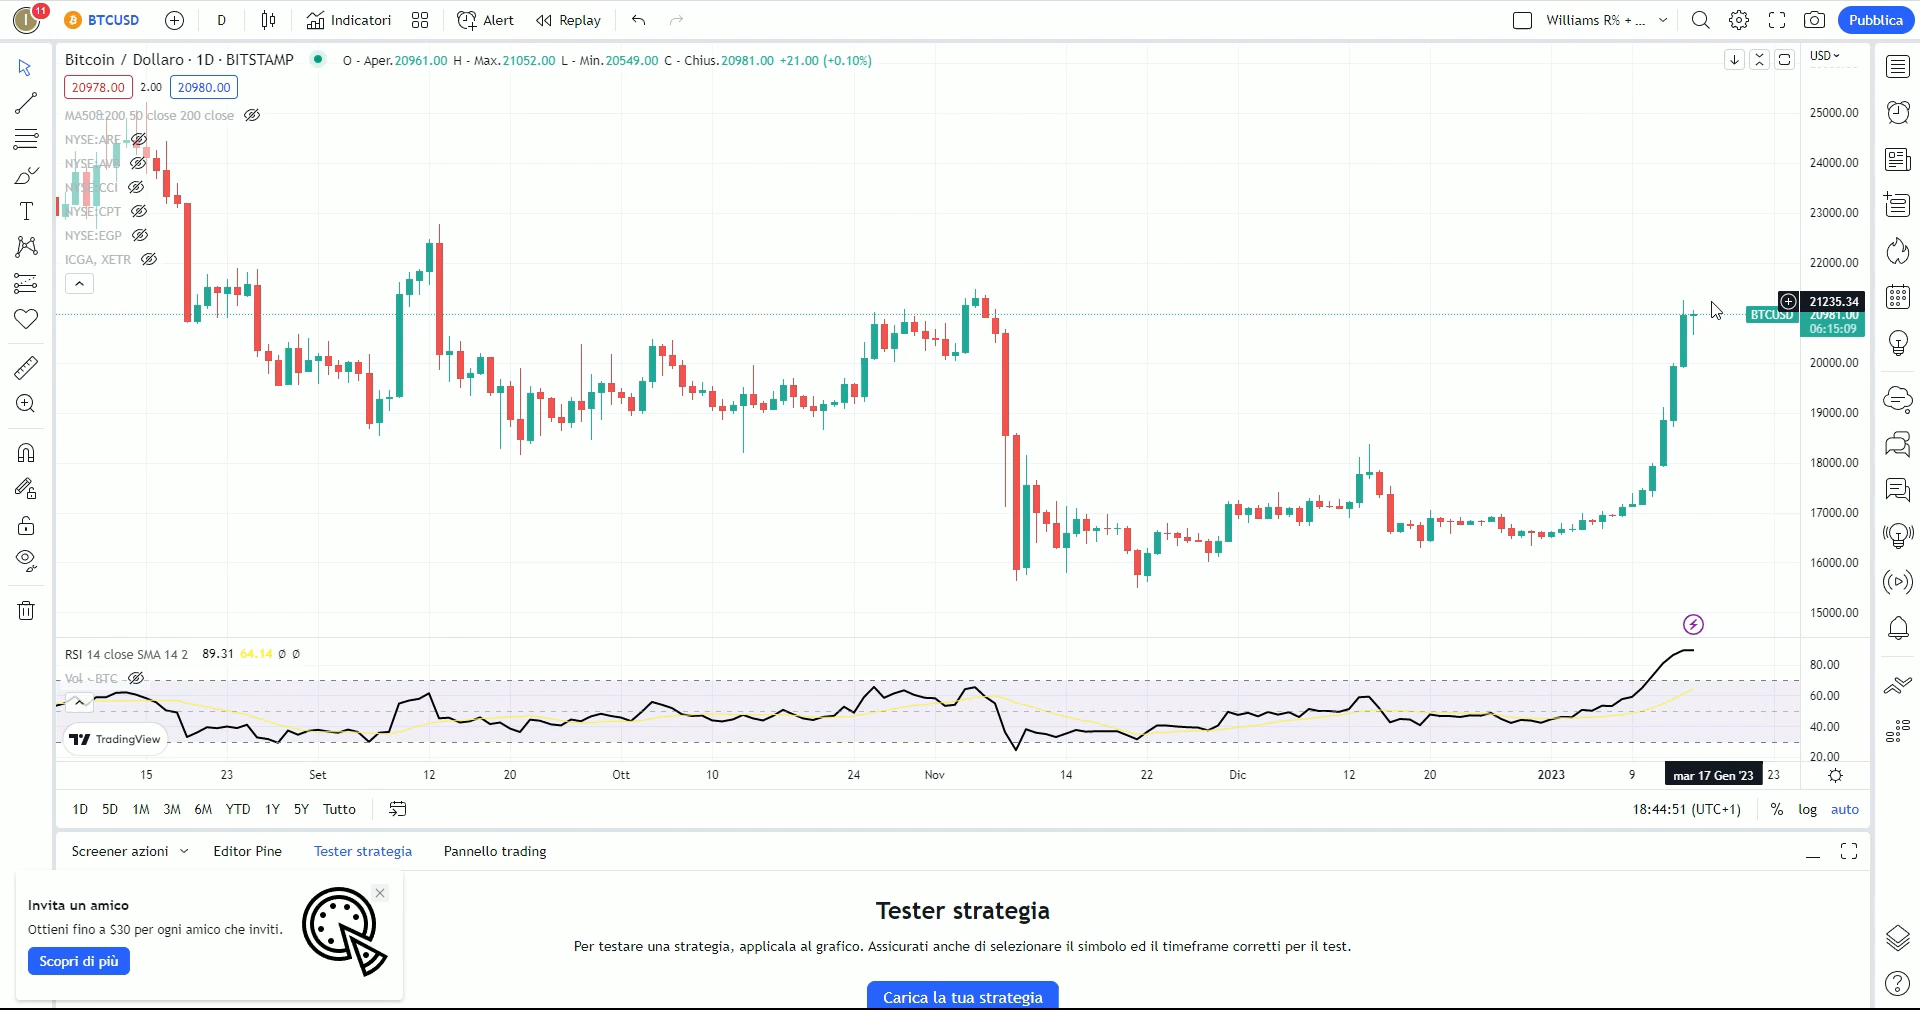 I 11 BTCUSD D Indicatori Alert Replay Williams R% + ... Pubblica
Bitcoin / Dollaro · 1D · BITSTAMP O - Aper.20961.00 H - Max.21052.00 L - Min.20549.00 C - Chius.20981.00 +21.00 (+0.10%)
USD
20978.00 2.00 20980.00
MA50&200 50 close 200 close
NYSE:ARE
NYSE:AVB
NYSE:CCI
NYSE:CPT
NYSE:EGP
ICGA, XETR
25000.00
24000.00
23000.00
22000.00
21235.34
BTCUSD 20981.00
06:15:09
20000.00
19000.00
18000.00
17000.00
16000.00
15000.00
RSI 14 close SMA 14 2 89.31 64.14 Ø Ø
Vol · BTC
80.00
60.00
40.00
20.00
TradingView
15 23 Set 12 20 Ott 10 24 Nov 14 22 Dic 12 20 2023 9 mar 17 Gen '23 23
1D 5D 1M 3M 6M YTD 1Y 5Y Tutto 18:44:51 (UTC+1) % log auto
Screener azioni Editor Pine Tester strategia Pannello trading
Invita un amico
Ottieni fino a $30 per ogni amico che inviti.
Scopri di più
Tester strategia
Per testare una strategia, applicala al grafico. Assicurati anche di selezionare il simbolo ed il timeframe corretti per il test.
Carica la tua strategia